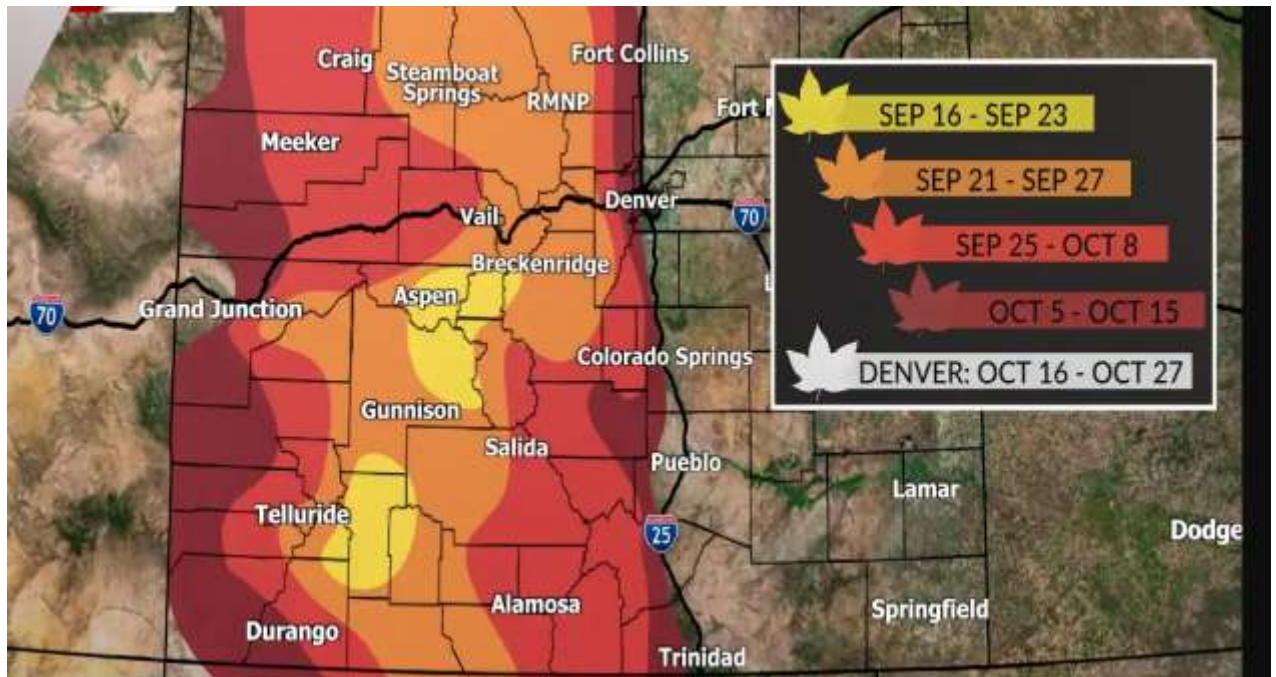 Craig
Steamboat
Springs
Fort Collins
RMNP
Meeker
Vail
Denver
70
Breckenridge
Aspen
Grand Junction
70
Colorado Springs
Gunnison
Salida
Pueblo
Lamar
Telluride
25
Dodge
Alamosa
Springfield
Durango
Trinidad
Fort
SEP 16 - SEP 23
SEP 21 - SEP 27
SEP 25 - OCT 8
OCT 5 - OCT 15
DENVER: OCT 16 - OCT 27